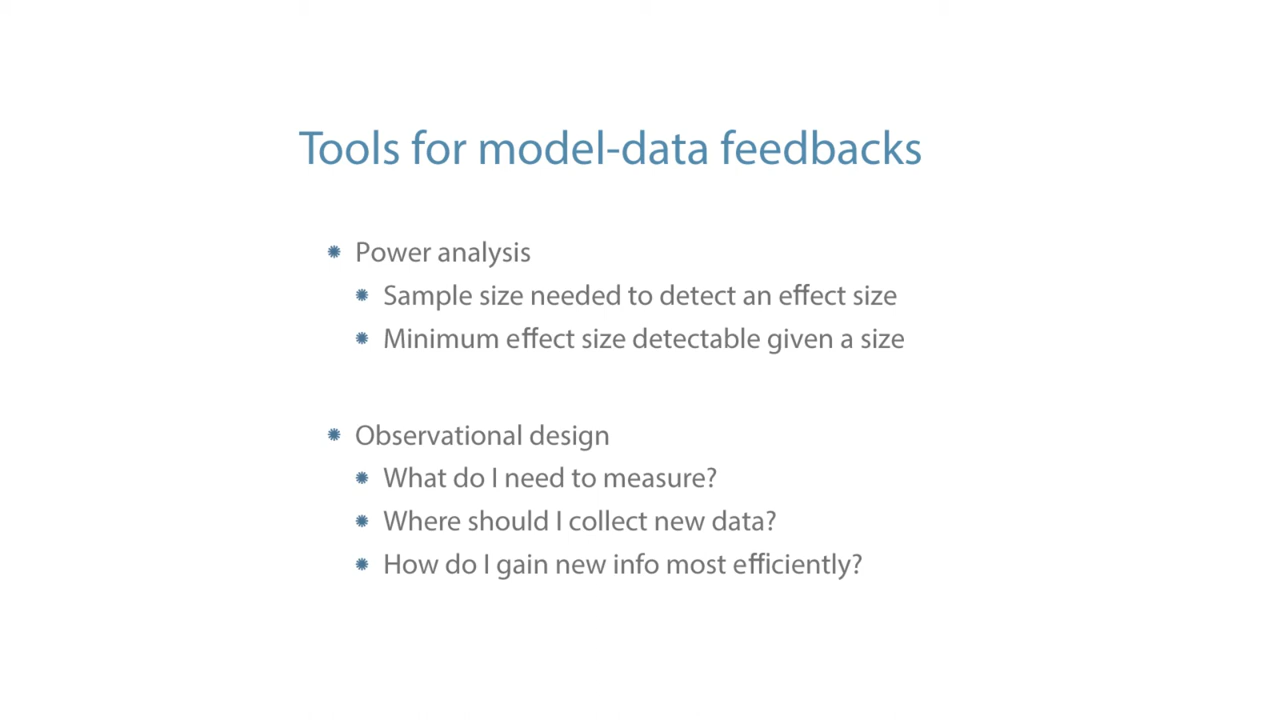 Tools for model-data feedbacks
Power analysis
Sample size needed to detect an effect size
Minimum effect size detectable given a size
Observational design
What do I need to measure?
Where should I collect new data?
How do I gain new info most efficiently?